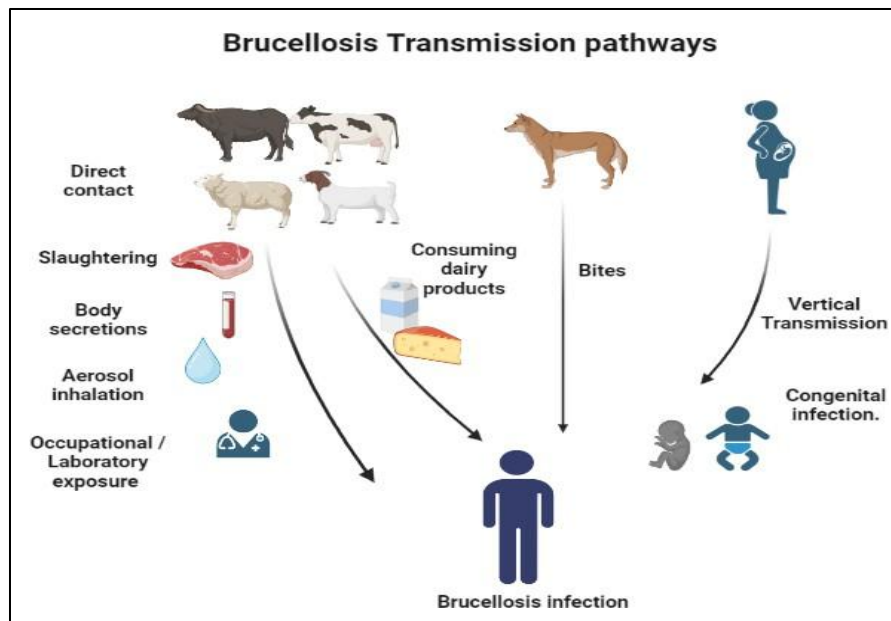 Brucellosis Transmission pathways
Direct
contact
Slaughtering
Body
secretions
Aerosol
inhalation
Occupational /
Laboratory
exposure
Consuming
dairy
products
Bites
Vertical
Transmission
Congenital
infection.
Brucellosis infection